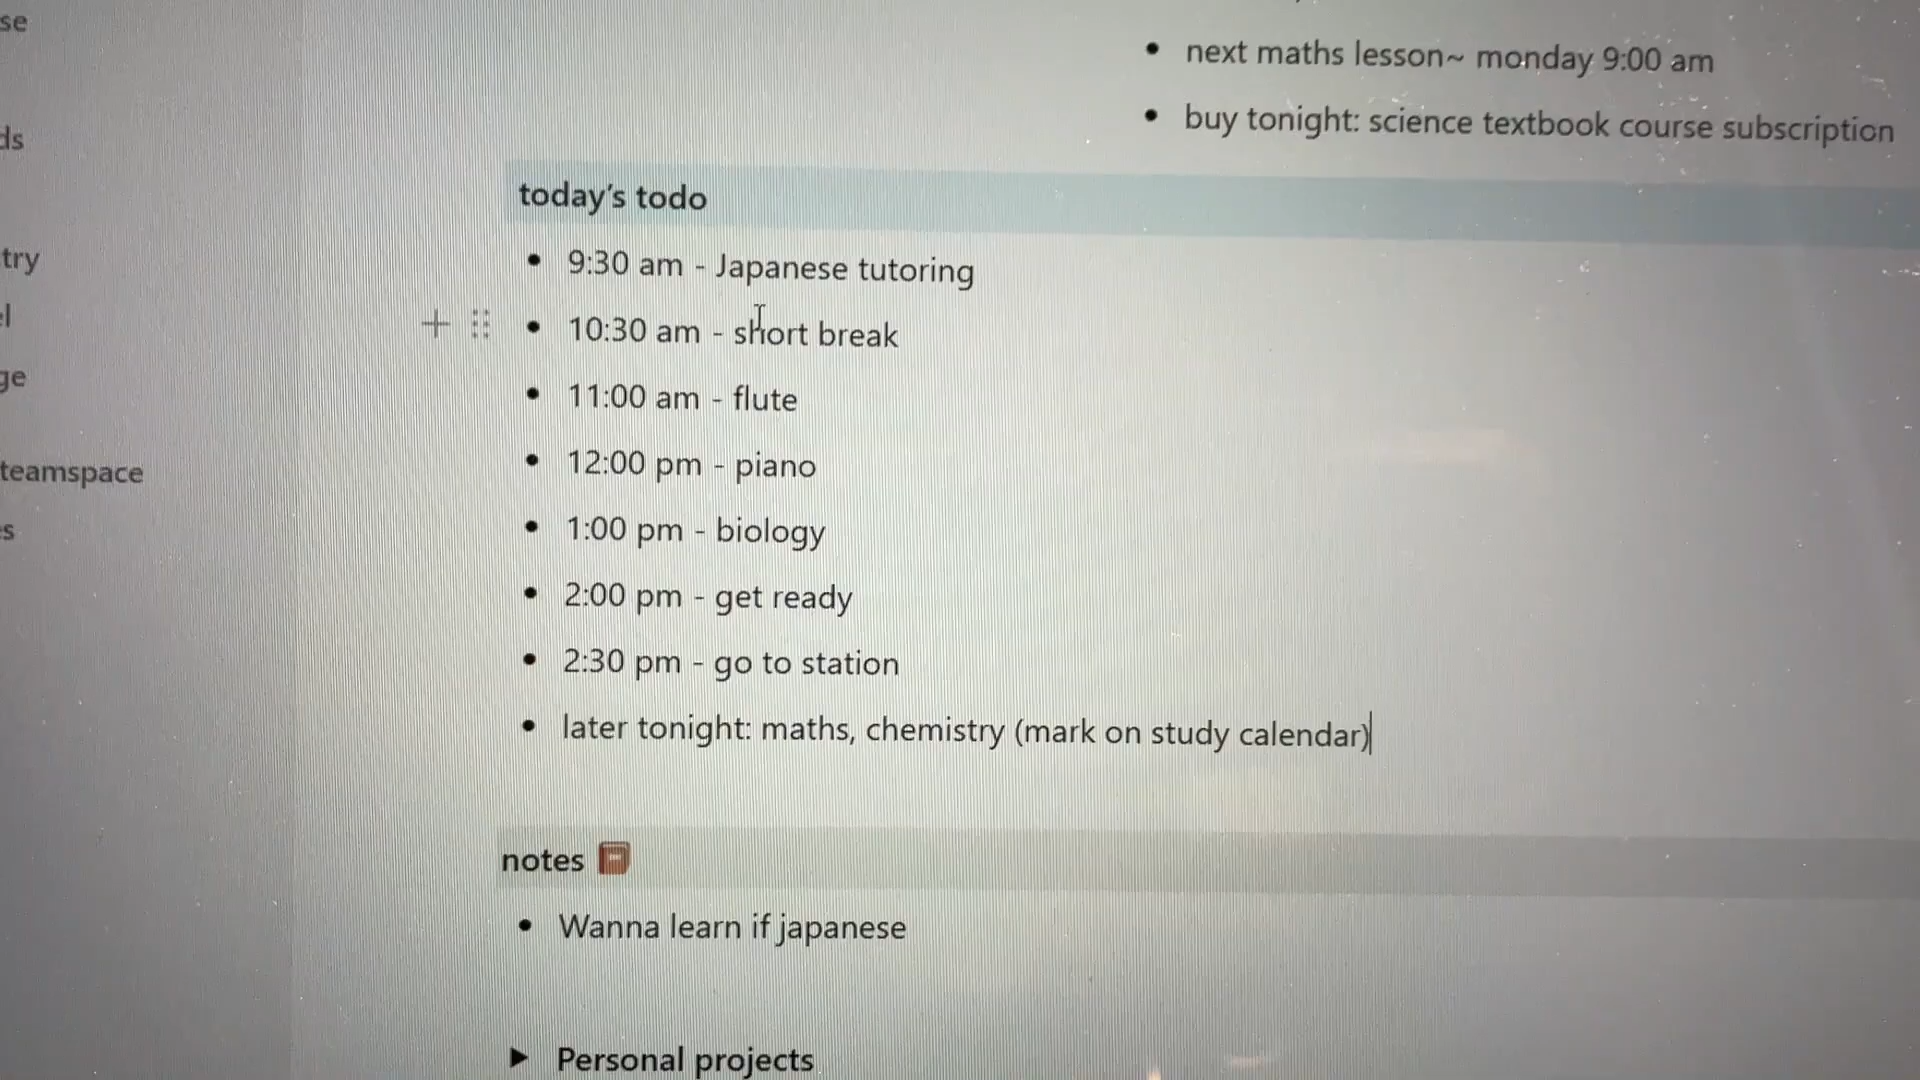 se
ds
try
el
ge
teamspace
es
next maths lesson~ monday 9:00 am
buy tonight: science textbook course subscription
today's todo
9:30 am - Japanese tutoring
10:30 am - short break
11:00 am - flute
12:00 pm - piano
1:00 pm - biology
2:00 pm - get ready
2:30 pm - go to station
later tonight: maths, chemistry (mark on study calendar)
notes
Wanna learn if japanese
Personal projects